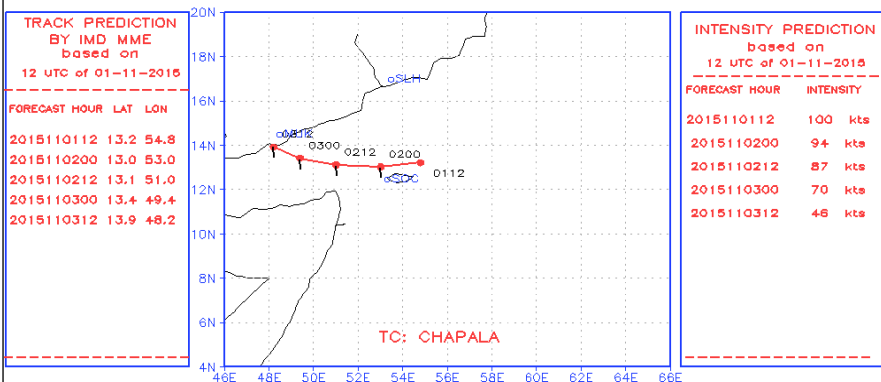 TRACK PREDICTION
BY IMD MME
based on
12 UTC of 01-11-2015
FORECAST HOUR LAT LON
2015110112 13.2 54.8
2015110200 13.0 53.0
2015110212 13.1 51.0
2015110300 13.4 49.4
2015110312 13.9 48.2
20N
18N
16N
14N
12N
10N
8N
6N
4N
46E 48E 50E 52E 54E 56E 58E 60E 62E 64E 66E
oSLH
0300
0212
0200
0112
oSOC
TC: CHAPALA
INTENSITY PREDICTION
based on
12 UTC of 01-11-2015
FORECAST HOUR INTENSITY
2015110112 100 kts
2015110200 94 kts
2015110212 87 kts
2015110300 70 kts
2015110312 46 kts